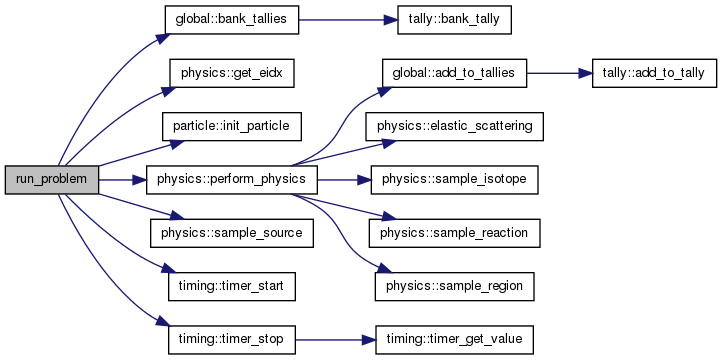 run_problem
global::bank_tallies
tally::bank_tally
physics::get_eidx
global::add_to_tallies
tally::add_to_tally
particle::init_particle
physics::elastic_scattering
physics::perform_physics
physics::sample_isotope
physics::sample_source
physics::sample_reaction
timing::timer_start
physics::sample_region
timing::timer_stop
timing::timer_get_value